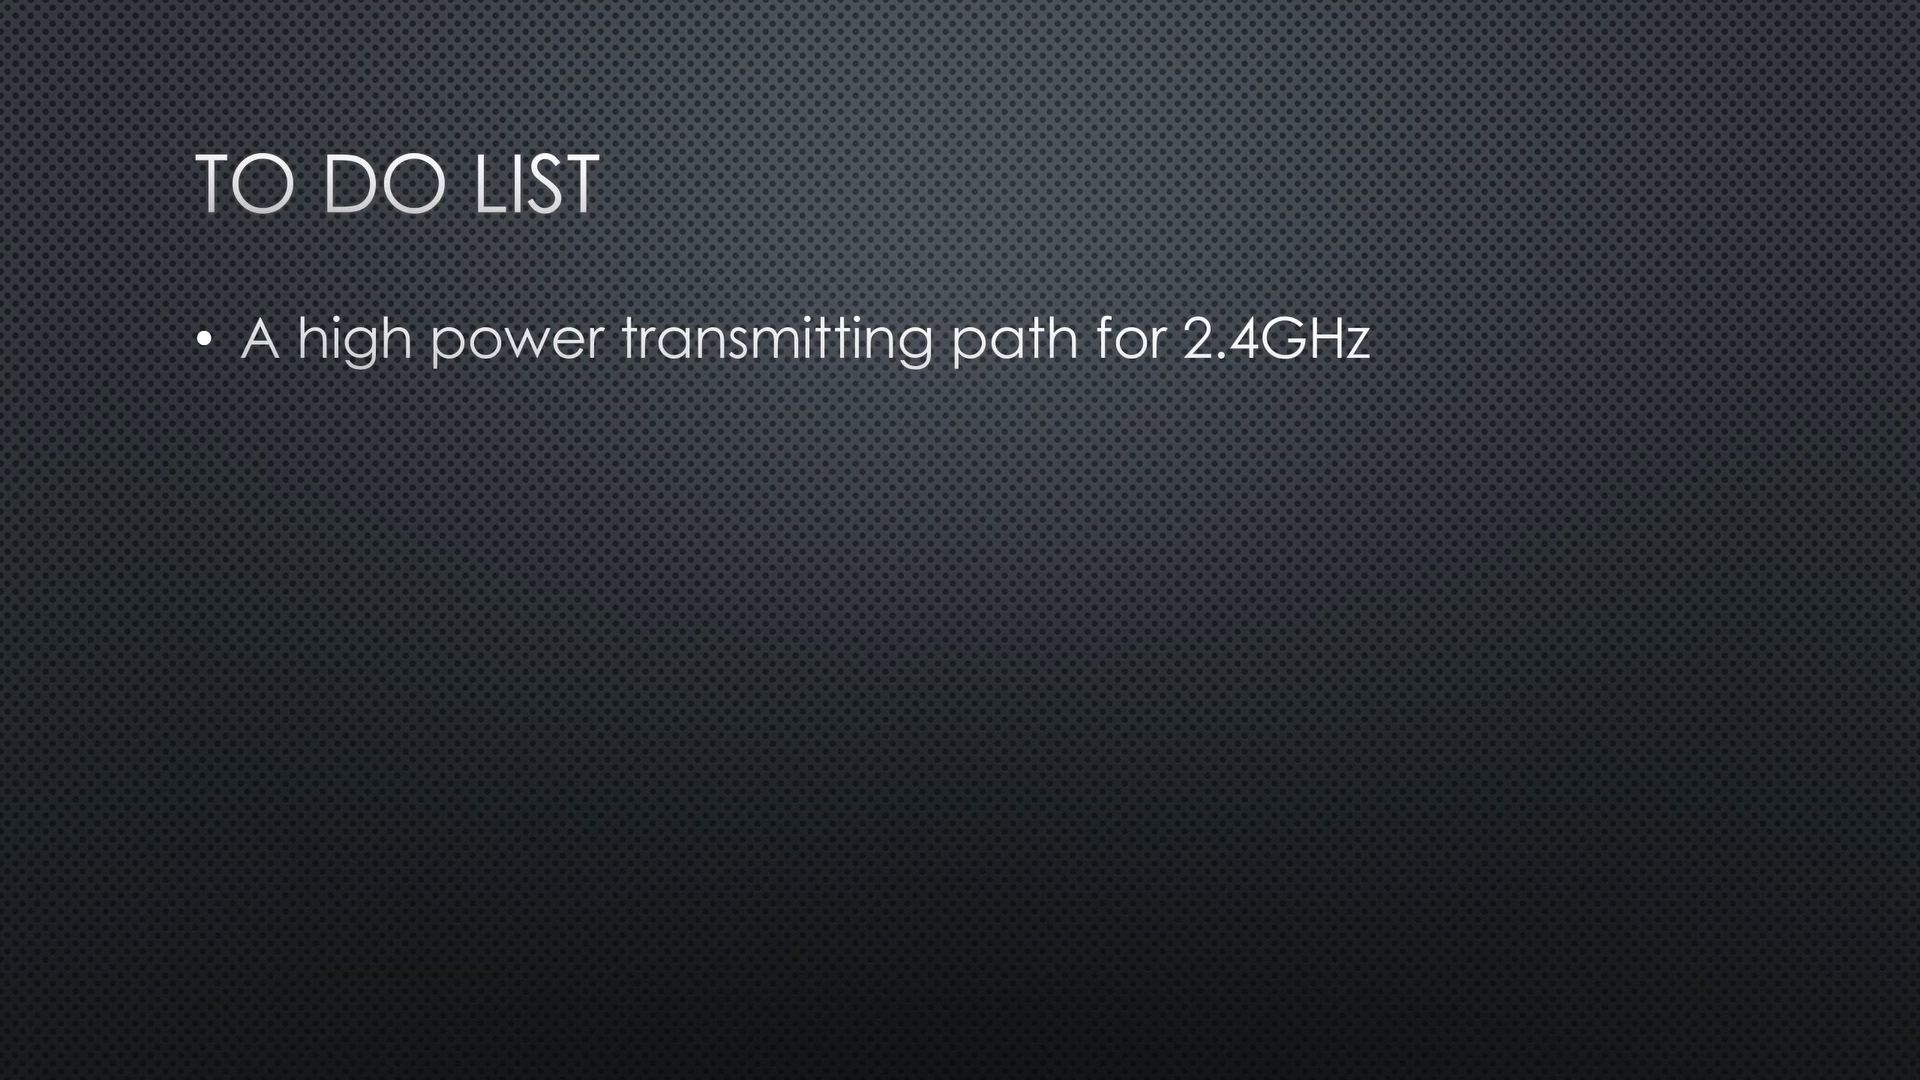 TO DO LIST
• A high power transmitting path for 2.4GHz